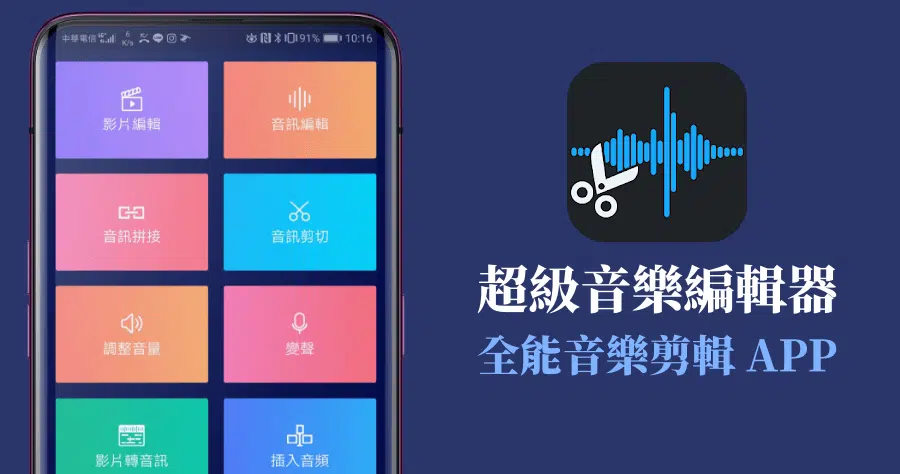 中華電信 6 K/s 91% 10:16
影片編輯 音訊編輯
音訊拼接 音訊剪切
調整音量 變聲
影片轉音訊 插入音頻
超級音樂編輯器
全能音樂剪輯 APP